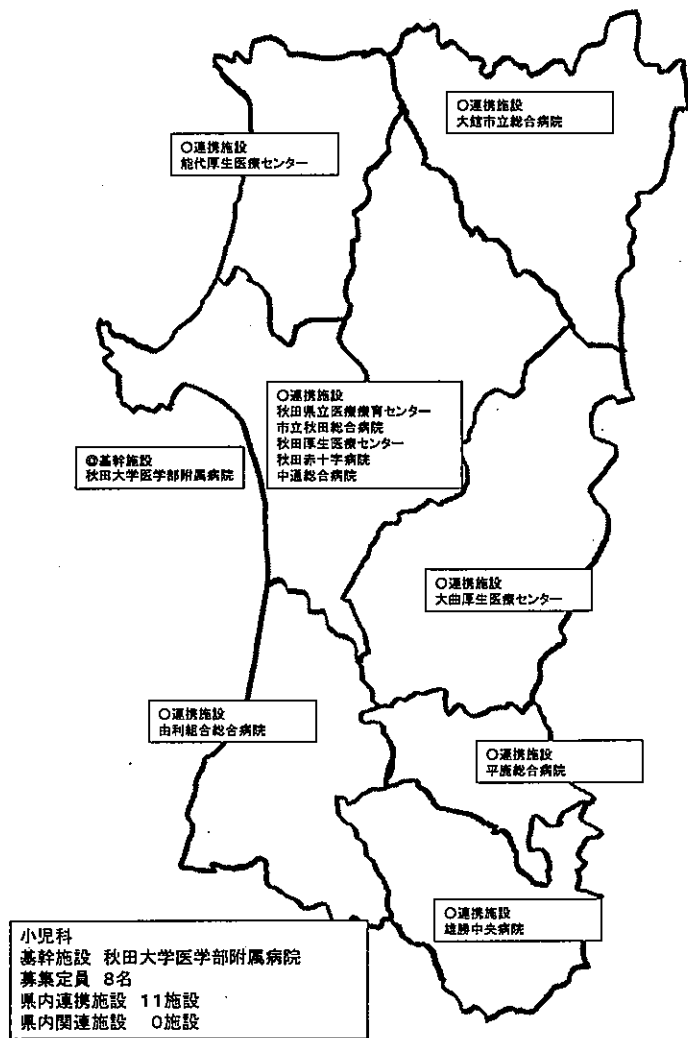 ○連携施設
大館市立総合病院
○連携施設
能代厚生医療センター
○連携施設
秋田県立医療療育センター
市立秋田総合病院
秋田厚生医療センター
秋田赤十字病院
中通総合病院
◎基幹施設
秋田大学医学部附属病院
○連携施設
大曲厚生医療センター
○連携施設
由利組合総合病院
○連携施設
平鹿総合病院
○連携施設
雄勝中央病院
小児科
基幹施設 秋田大学医学部附属病院
募集定員 8名
県内連携施設 11施設
県内関連施設 0施設